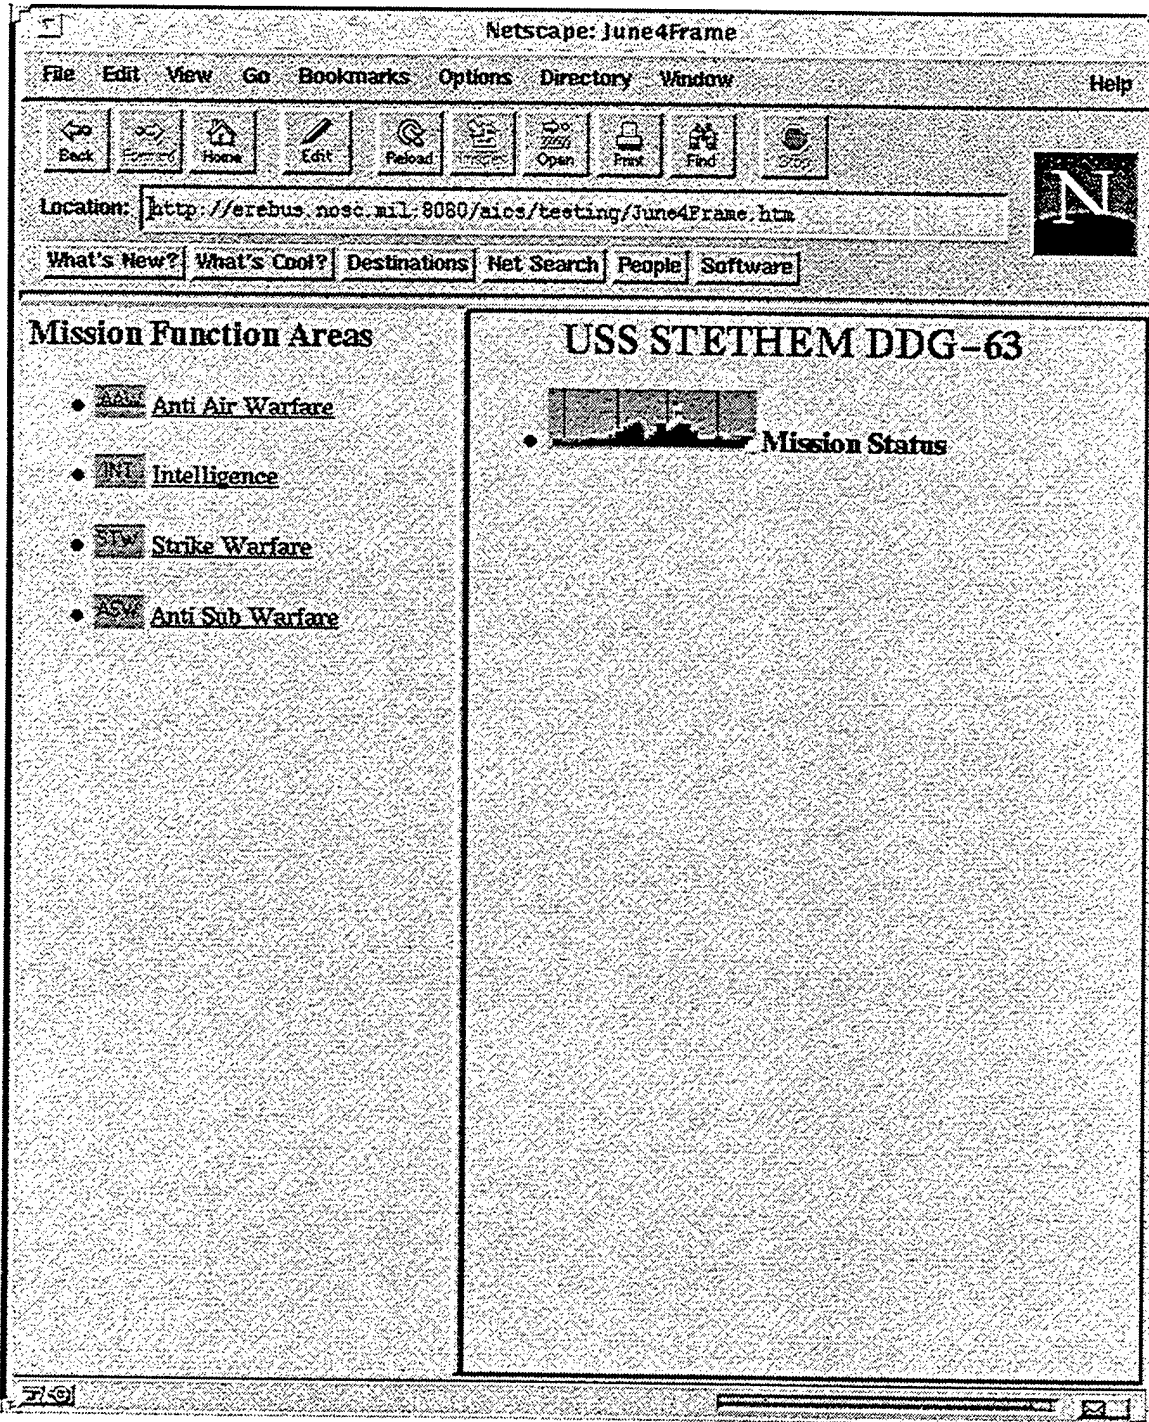 Netscape: June4Frame
File Edit View Go Bookmarks Options Directory Window Help
Back Forward Home Edit Reload Images Open Print Find Stop
N
Location: http://erebus.nosc.mil:8080/aics/testing/June4Frame.htm
What's New? What's Cool? Destinations Net Search People Software
Mission Function Areas
USS STETHEM DDG-63
AAW Anti Air Warfare
Mission Status
INT Intelligence
STW Strike Warfare
ASW Anti Sub Warfare